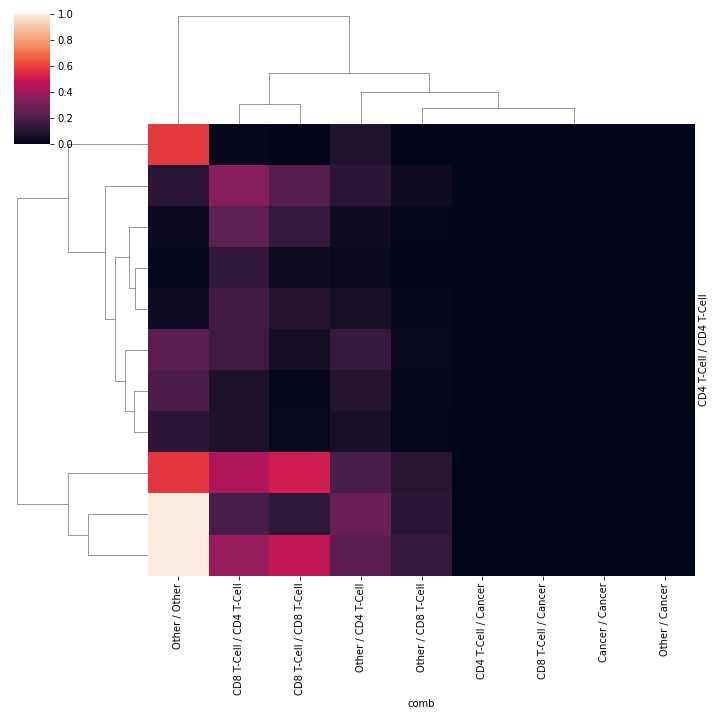 1.0
0.8
0.6
0.4
0.2
0.0
CD4 T-Cell / CD4 T-Cell
Other / Other
CD8 T-Cell / CD4 T-Cell
CD8 T-Cell / CD8 T-Cell
Other / CD4 T-Cell
Other / CD8 T-Cell
CD4 T-Cell / Cancer
CD8 T-Cell / Cancer
Cancer / Cancer
Other / Cancer
comb